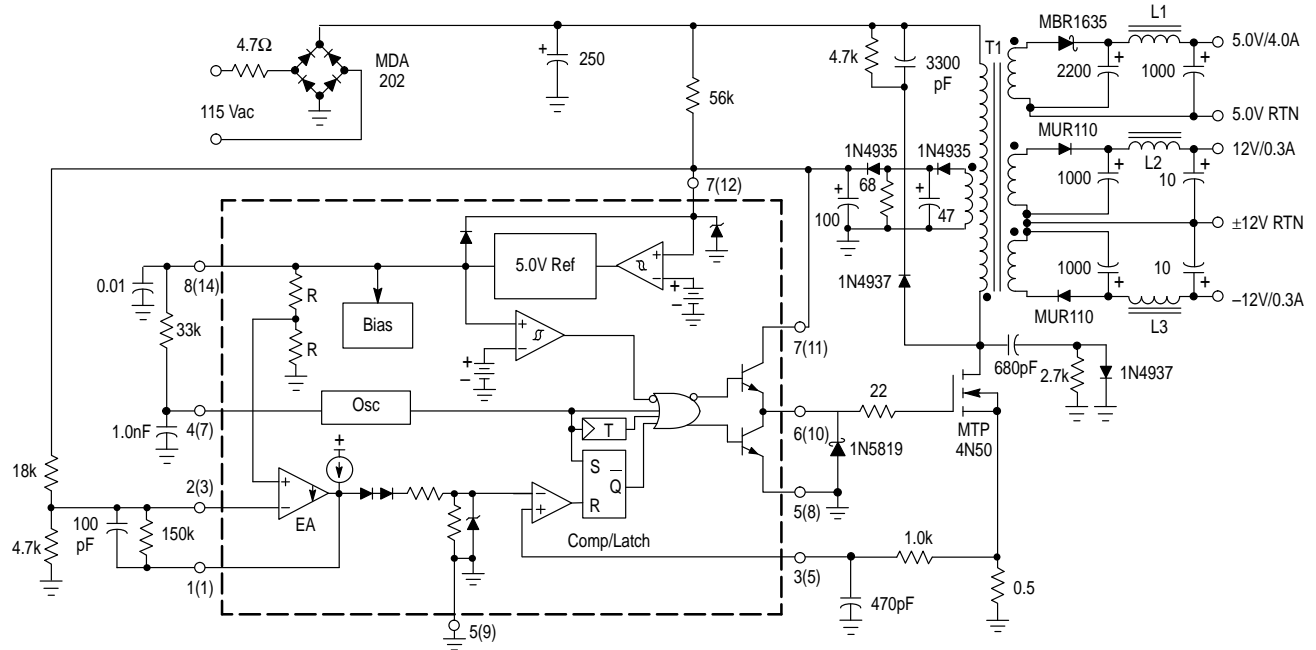 4.7Ω
MDA
202
115 Vac
+
250
56k
4.7k
3300
pF
T1
MBR1635
L1
5.0V/4.0A
+
2200
+
1000
5.0V RTN
MUR110
12V/0.3A
L2
+
1000
+
10
±12V RTN
1000
+
10
+
MUR110
L3
–12V/0.3A
1N4935
1N4935
68
+
100
+
47
7(12)
1N4937
0.01
8(14)
33k
R
R
Bias
5.0V Ref
+
–
+
–
+
–
+
–
7(11)
680pF
2.7k
1N4937
Osc
4(7)
1.0nF
T
22
6(10)
MTP
4N50
1N5819
18k
2(3)
+
+
–
EA
S
Q
R
–
+
Comp/Latch
5(8)
100
pF
150k
4.7k
1(1)
3(5)
1.0k
470pF
0.5
5(9)